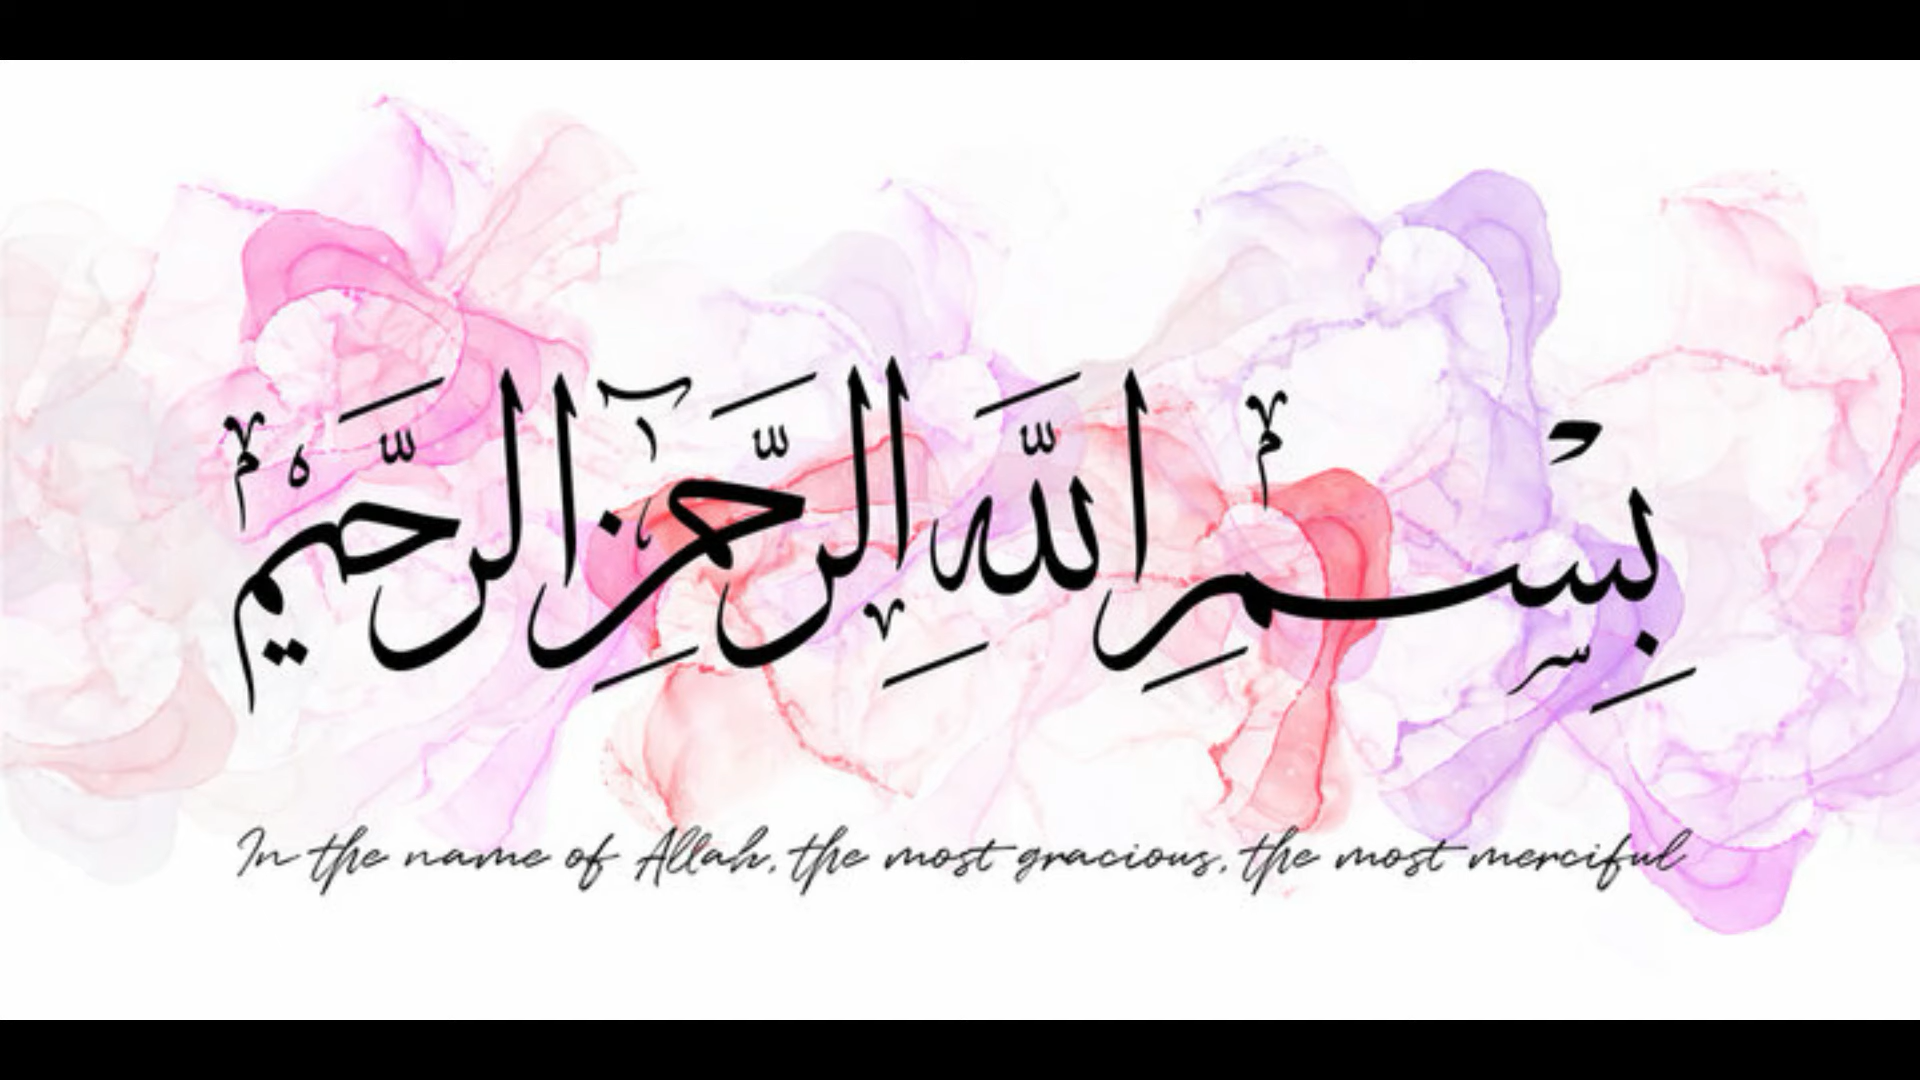 بِسْمِ اللَّهِ الرَّحْمَٰنِ الرَّحِيمِ
In the name of Allah, the most gracious, the most merciful